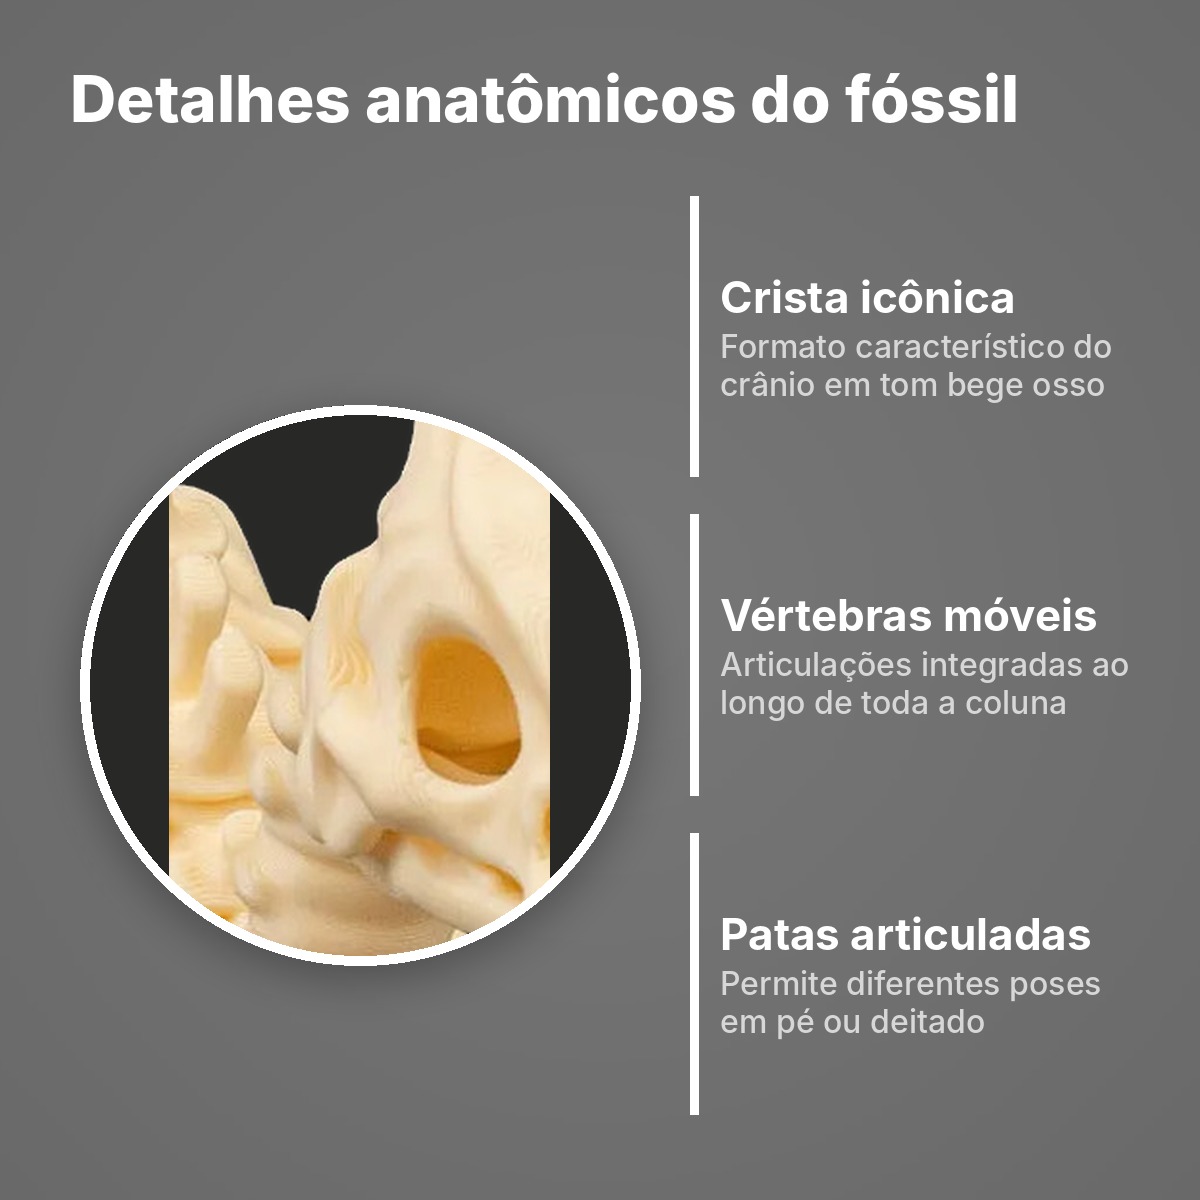 Detalhes anatômicos do fóssil
Crista icônica
Formato característico do
crânio em tom bege osso
Vértebras móveis
Articulações integradas ao
longo de toda a coluna
Patas articuladas
Permite diferentes poses
em pé ou deitado